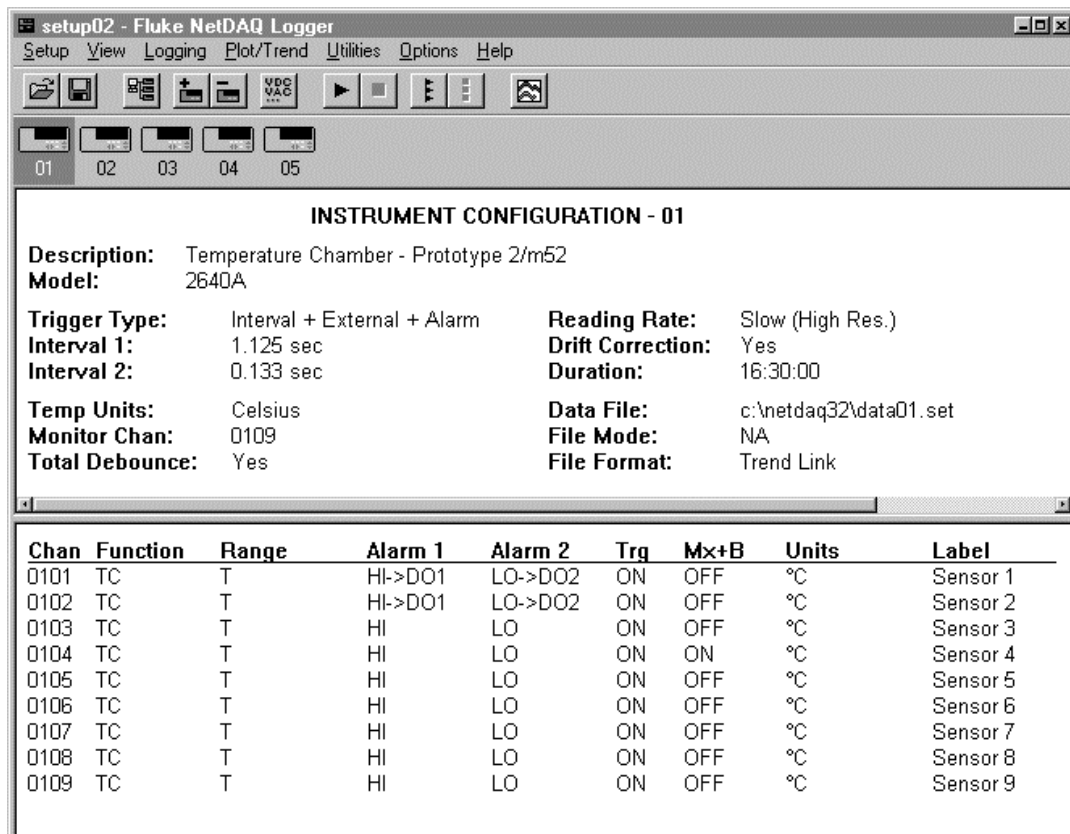 setup02 - Fluke NetDAQ Logger
Setup View Logging Plot/Trend Utilities Options Help
VDC
VAC
...
01 02 03 04 05
INSTRUMENT CONFIGURATION - 01
Description: Temperature Chamber - Prototype 2/m52
Model: 2640A
Trigger Type: Interval + External + Alarm Reading Rate: Slow (High Res.)
Interval 1: 1.125 sec Drift Correction: Yes
Interval 2: 0.133 sec Duration: 16:30:00
Temp Units: Celsius Data File: c:\netdaq32\data01.set
Monitor Chan: 0109 File Mode: NA
Total Debounce: Yes File Format: Trend Link
Chan Function Range Alarm 1 Alarm 2 Trg Mx+B Units Label
0101 TC T HI->DO1 LO->DO2 ON OFF °C Sensor 1
0102 TC T HI->DO1 LO->DO2 ON OFF °C Sensor 2
0103 TC T HI LO ON OFF °C Sensor 3
0104 TC T HI LO ON ON °C Sensor 4
0105 TC T HI LO ON OFF °C Sensor 5
0106 TC T HI LO ON OFF °C Sensor 6
0107 TC T HI LO ON OFF °C Sensor 7
0108 TC T HI LO ON OFF °C Sensor 8
0109 TC T HI LO ON OFF °C Sensor 9